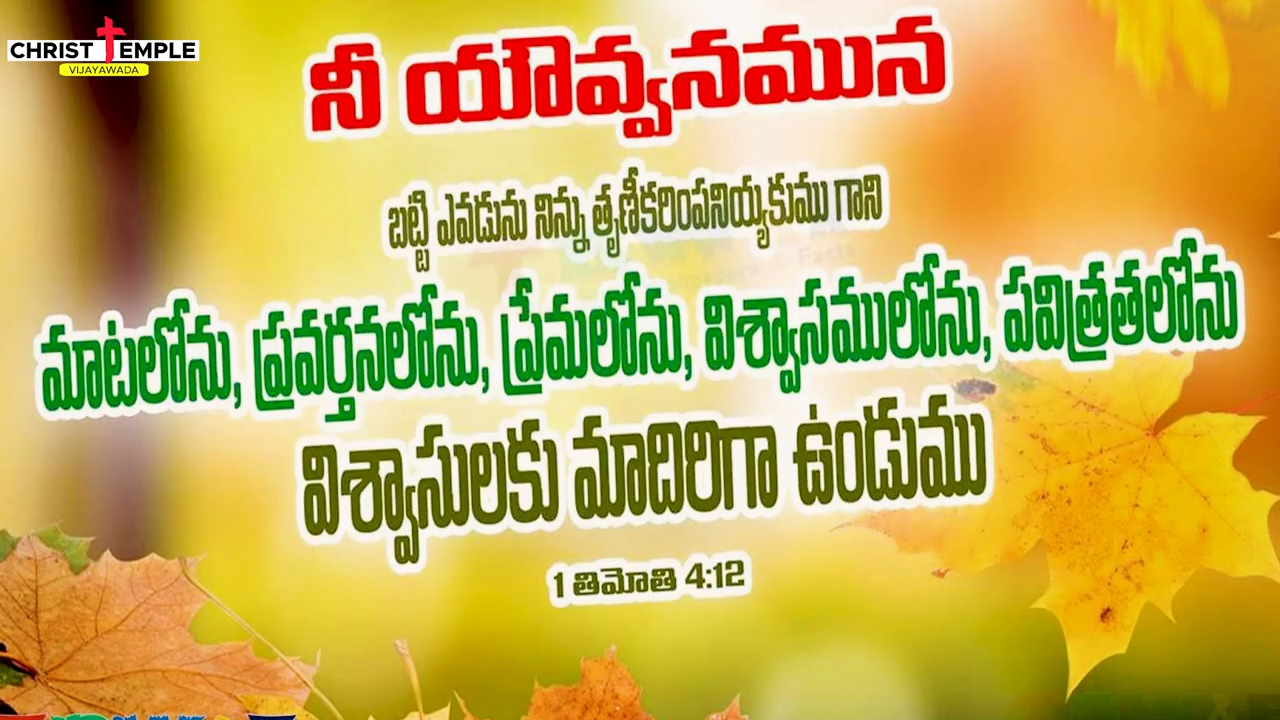 CHRIST TEMPLE
VIJAYAWADA
నీ యౌవ్వనమున
బట్టి ఎవడును నిన్ను తృణీకరింపనియ్యకుము గాని
మాటలోను, ప్రవర్తనలోను, ప్రేమలోను, విశ్వాసములోను, పవిత్రతలోను
విశ్వాసులకు మాదిరిగా ఉండుము
1 తిమోతి 4:12